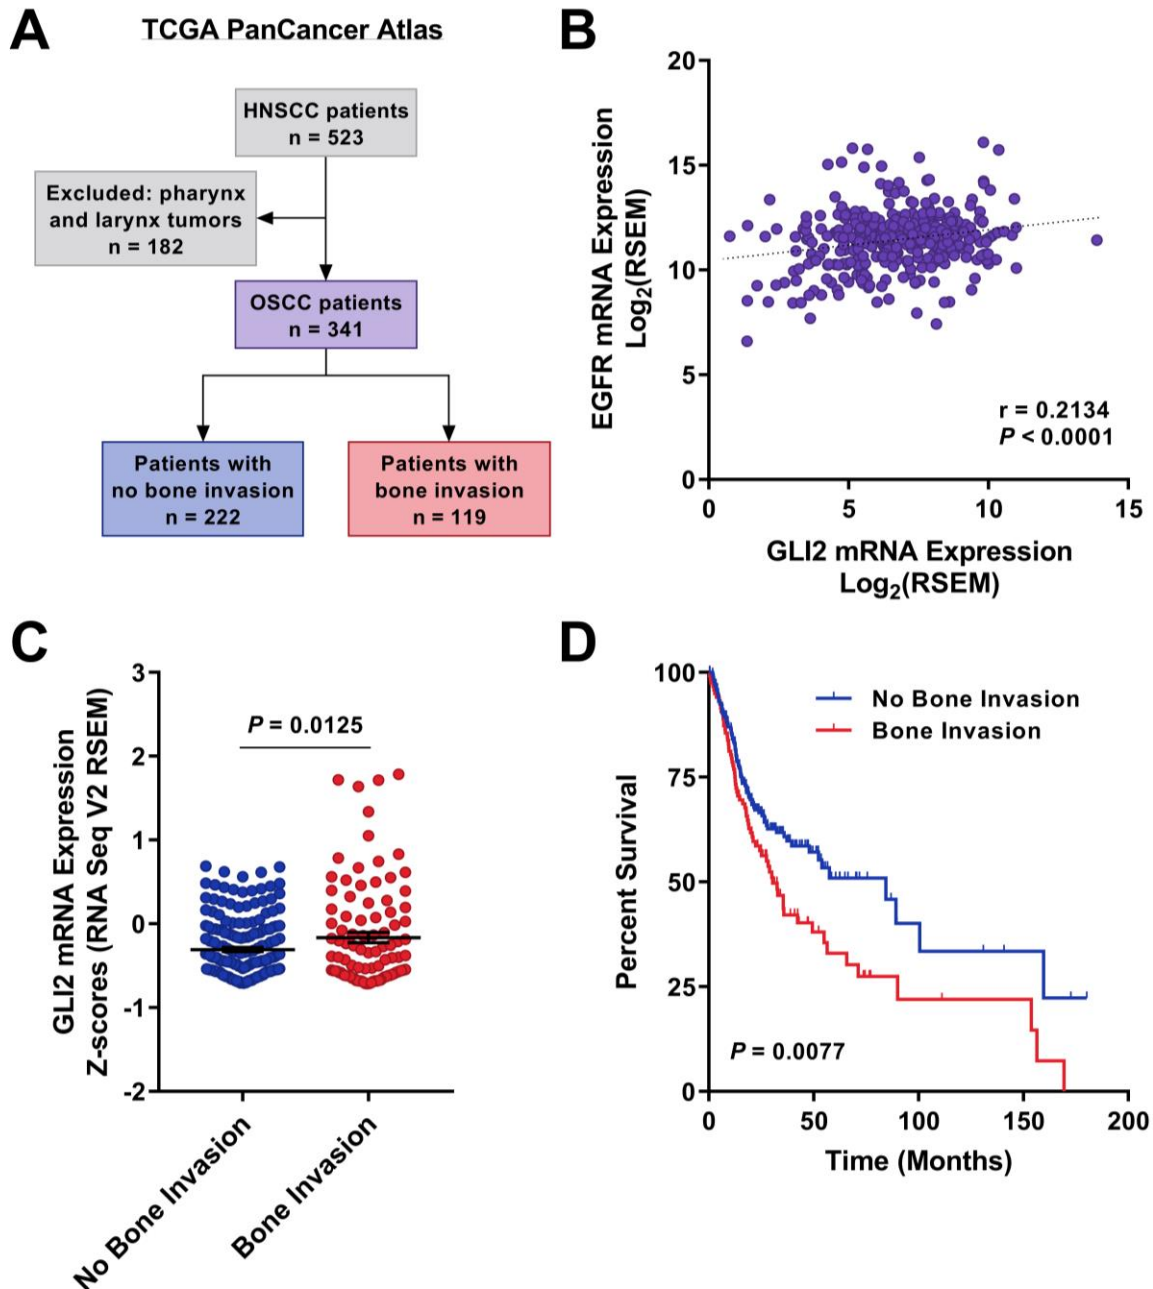 A
TCGA PanCancer Atlas
HNSCC patients
n = 523
Excluded: pharynx
and larynx tumors
n = 182
OSCC patients
n = 341
Patients with
no bone invasion
n = 222
Patients with
bone invasion
n = 119
B
EGFR mRNA Expression
Log2(RSEM)
20
15
10
5
0
0 5 10 15
r = 0.2134
P < 0.0001
GLI2 mRNA Expression
Log2(RSEM)
C
GLI2 mRNA Expression
Z-scores (RNA Seq V2 RSEM)
3
2
1
0
-1
-2
P = 0.0125
No Bone Invasion
Bone Invasion
D
Percent Survival
100
75
50
25
0
No Bone Invasion
Bone Invasion
P = 0.0077
0 50 100 150 200
Time (Months)